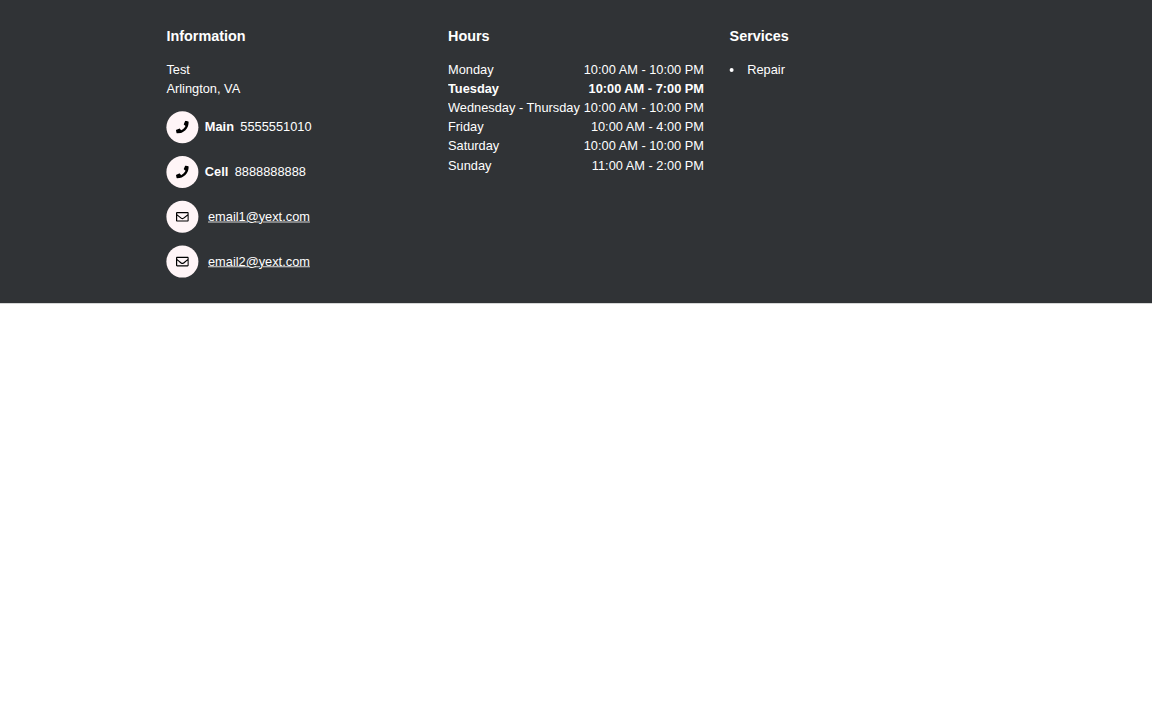 Information
Test
Arlington, VA
Main 5555551010
Cell 8888888888
email1@yext.com
email2@yext.com
Hours
Monday 10:00 AM - 10:00 PM
Tuesday 10:00 AM - 7:00 PM
Wednesday - Thursday 10:00 AM - 10:00 PM
Friday 10:00 AM - 4:00 PM
Saturday 10:00 AM - 10:00 PM
Sunday 11:00 AM - 2:00 PM
Services
• Repair